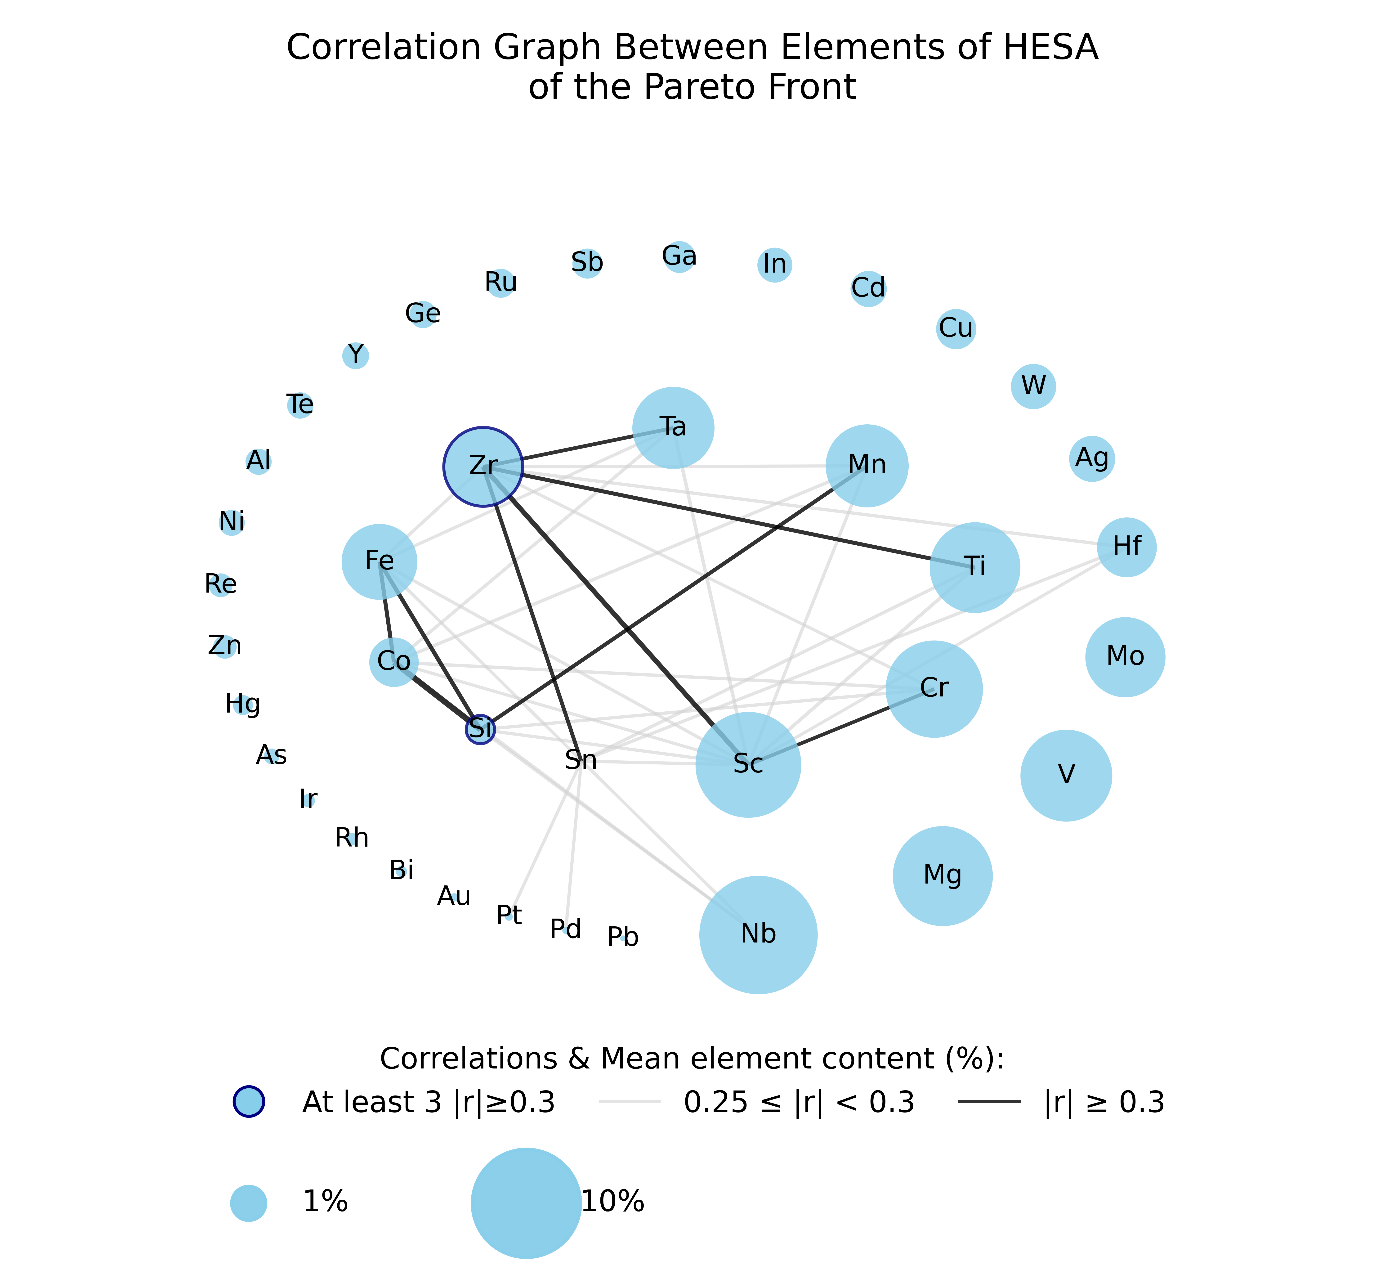 Correlation Graph Between Elements of HESA
of the Pareto Front
Ga
Sb
In
Ru
Cd
Ge
Cu
Y
W
Te
Ta
Ag
Al
Zr
Mn
Ni
Hf
Fe
Ti
Re
Zn
Mo
Co
Cr
Hg
Si
As
Sn
Sc
V
Ir
Rh
Bi
Mg
Au
Pt
Pd
Pb
Nb
Correlations & Mean element content (%):
At least 3 |r|≥0.3
0.25 ≤ |r| < 0.3
|r| ≥ 0.3
1%
10%